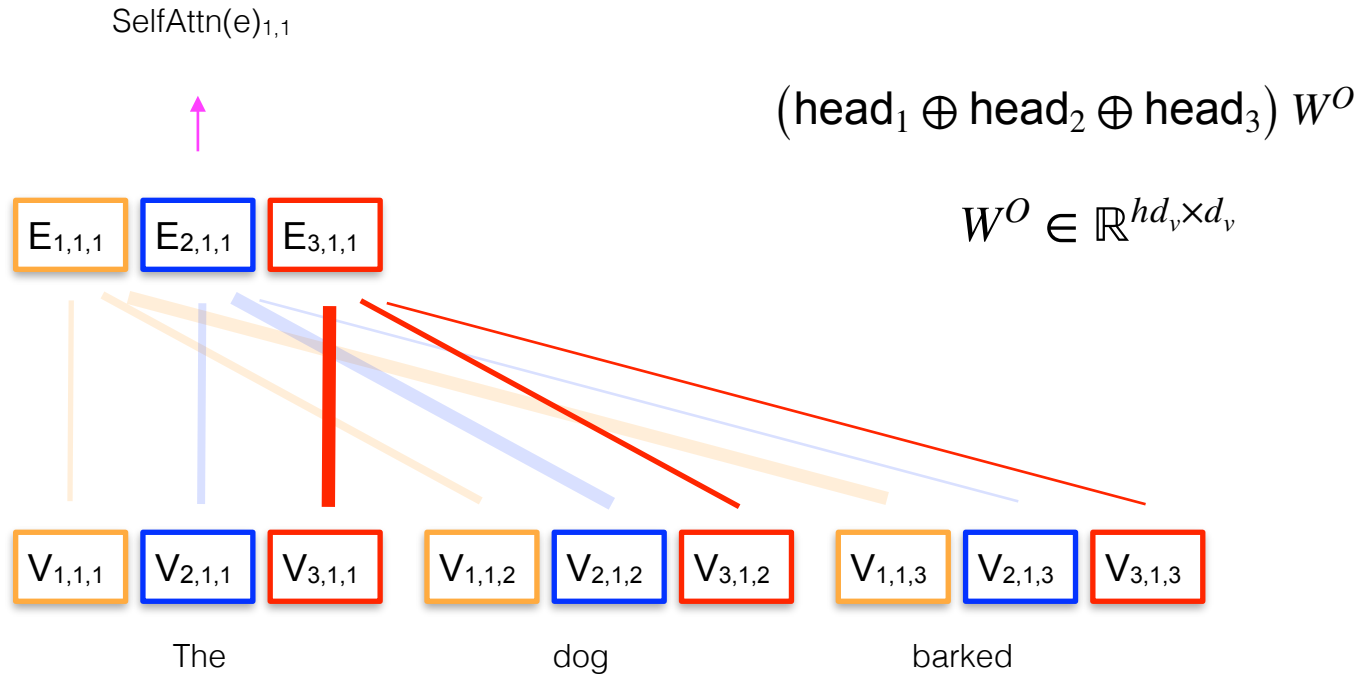 SelfAttn(e)₁,₁
(head₁ ⊕ head₂ ⊕ head₃) Wᴼ
E₁,₁,₁ E₂,₁,₁ E₃,₁,₁
Wᴼ ∈ ℝ^{hd_v×d_v}
V₁,₁,₁ V₂,₁,₁ V₃,₁,₁ V₁,₁,₂ V₂,₁,₂ V₃,₁,₂ V₁,₁,₃ V₂,₁,₃ V₃,₁,₃
The dog barked